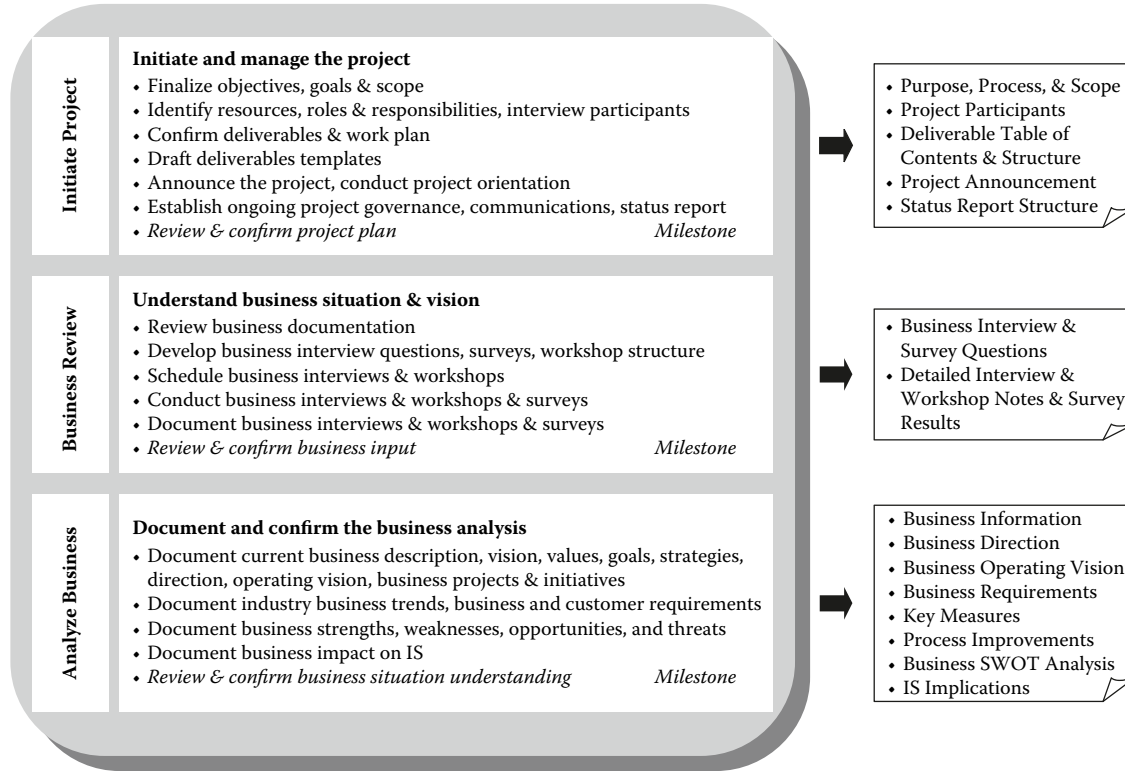 Initiate Project
Initiate and manage the project
• Finalize objectives, goals & scope
• Identify resources, roles & responsibilities, interview participants
• Confirm deliverables & work plan
• Draft deliverables templates
• Announce the project, conduct project orientation
• Establish ongoing project governance, communications, status report
• Review & confirm project plan Milestone
• Purpose, Process, & Scope
• Project Participants
• Deliverable Table of
Contents & Structure
• Project Announcement
• Status Report Structure
Business Review
Understand business situation & vision
• Review business documentation
• Develop business interview questions, surveys, workshop structure
• Schedule business interviews & workshops
• Conduct business interviews & workshops & surveys
• Document business interviews & workshops & surveys
• Review & confirm business input Milestone
• Business Interview &
Survey Questions
• Detailed Interview &
Workshop Notes & Survey
Results
Analyze Business
Document and confirm the business analysis
• Document current business description, vision, values, goals, strategies,
direction, operating vision, business projects & initiatives
• Document industry business trends, business and customer requirements
• Document business strengths, weaknesses, opportunities, and threats
• Document business impact on IS
• Review & confirm business situation understanding Milestone
• Business Information
• Business Direction
• Business Operating Vision
• Business Requirements
• Key Measures
• Process Improvements
• Business SWOT Analysis
• IS Implications